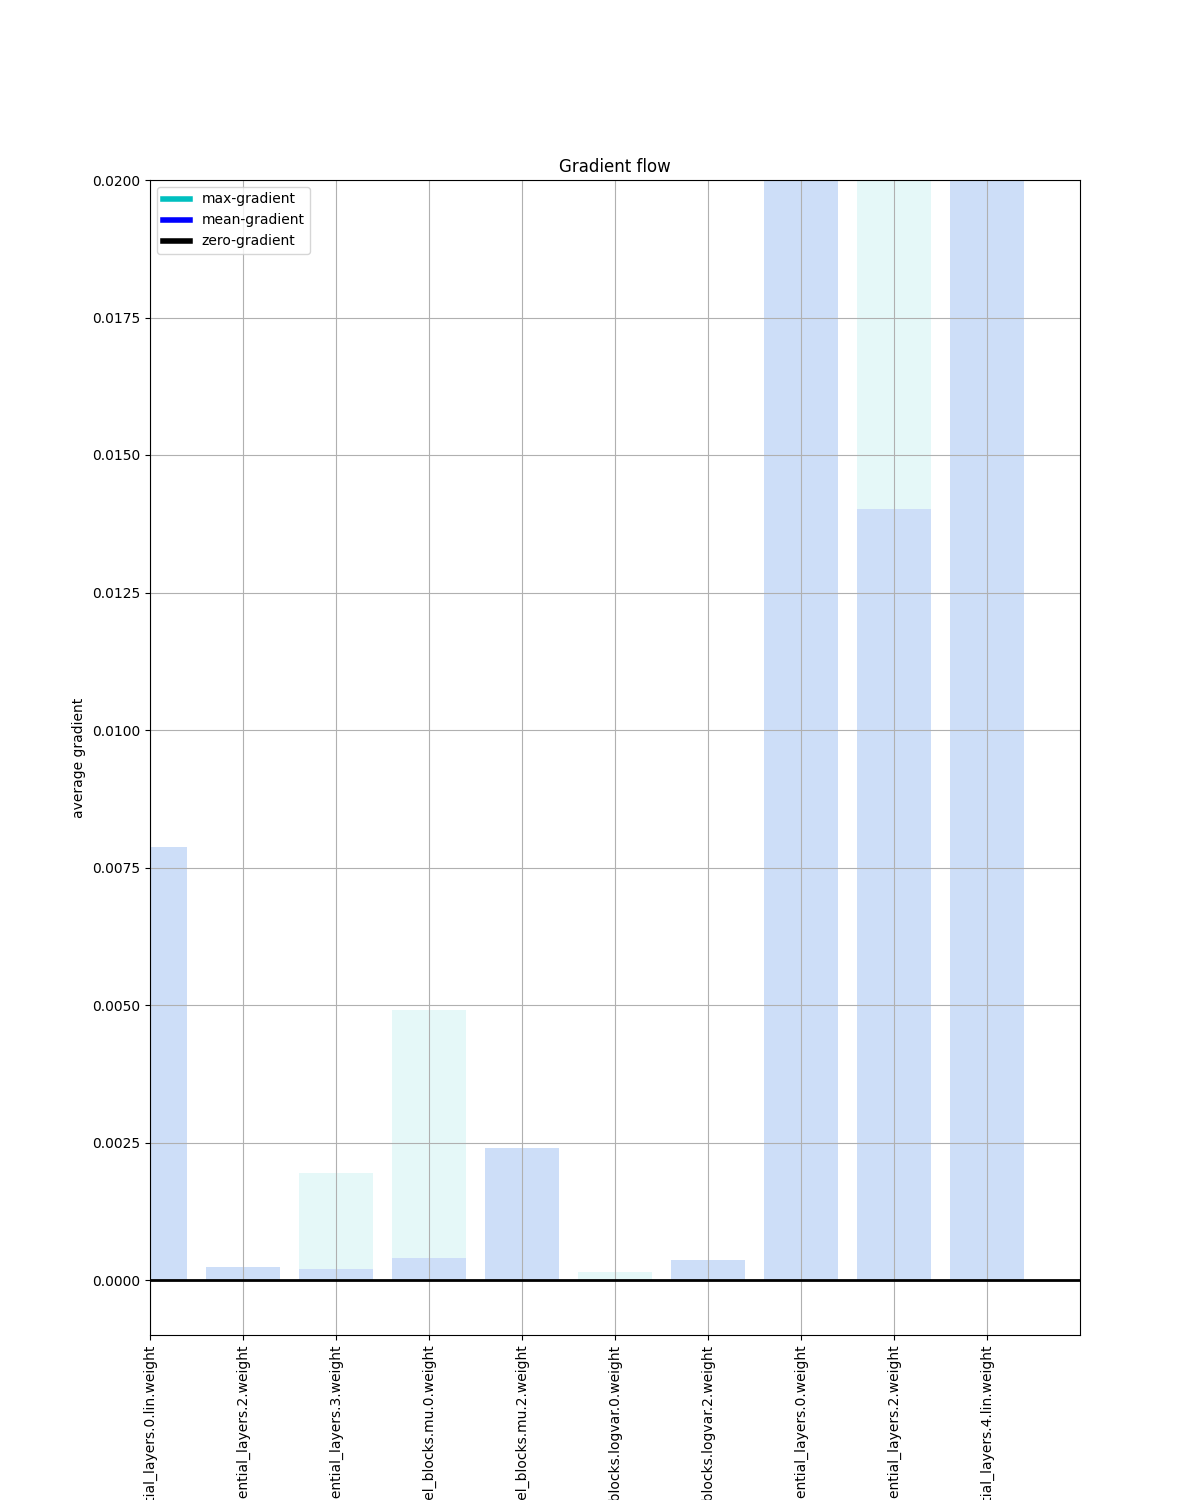 Gradient flow
max-gradient
mean-gradient
zero-gradient
0.0200
0.0175
0.0150
0.0125
0.0100
0.0075
0.0050
0.0025
0.0000
average gradient
tial_layers.0.lin.weight
ential_layers.2.weight
ential_layers.3.weight
el_blocks.mu.0.weight
el_blocks.mu.2.weight
blocks.logvar.0.weight
blocks.logvar.2.weight
ential_layers.0.weight
ential_layers.2.weight
tial_layers.4.lin.weight